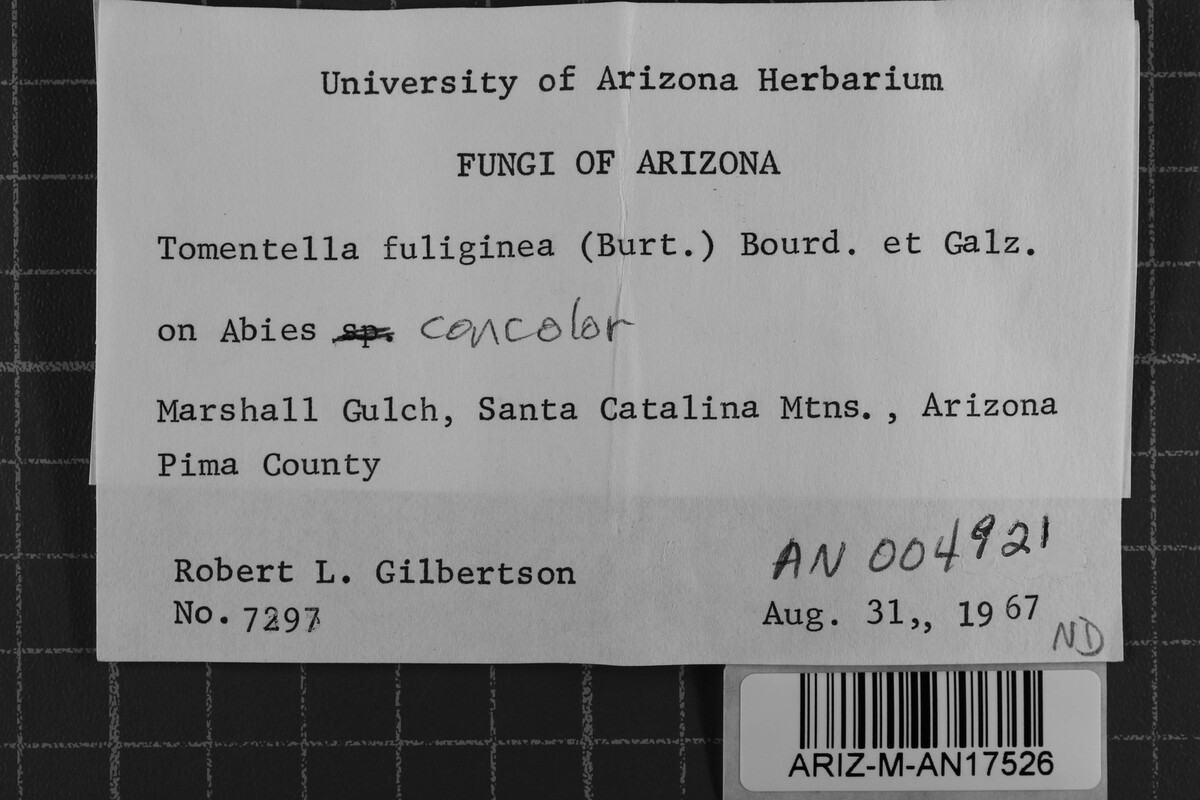 University of Arizona Herbarium
FUNGI OF ARIZONA
Tomentella fuliginea (Burt.) Bourd. et Galz.
on Abies sp. concolor
Marshall Gulch, Santa Catalina Mtns., Arizona
Pima County
AN 004921
Robert L. Gilbertson
No. 7297
Aug. 31,, 1967
ND
ARIZ-M-AN17526